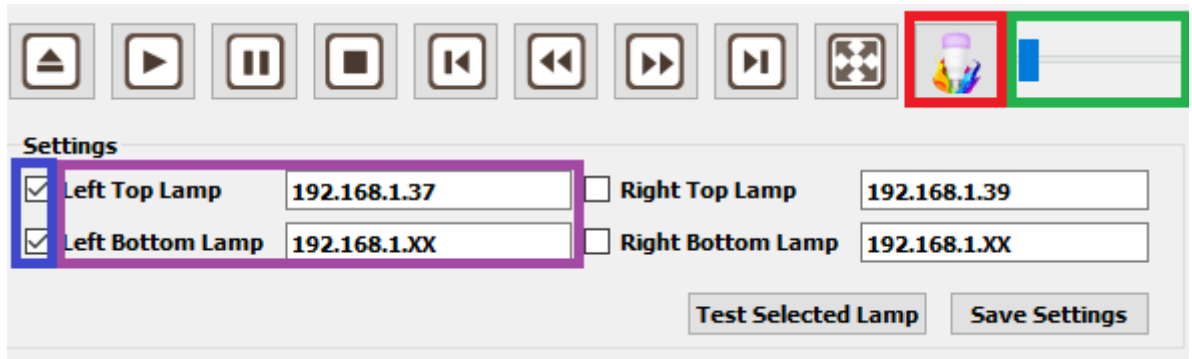 Settings
Left Top Lamp 192.168.1.37 Right Top Lamp 192.168.1.39
Left Bottom Lamp 192.168.1.XX Right Bottom Lamp 192.168.1.XX
Test Selected Lamp Save Settings